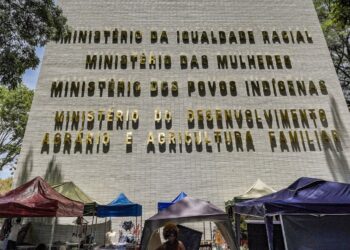 MINISTÉRIO DA IGUALDADE RACIAL
MINISTÉRIO DAS MULHERES
MINISTÉRIO DOS POVOS INDÍGENAS
MINISTÉRIO DO DESENVOLVIMENTO
AGRÁRIO E AGRICULTURA FAMILIAR